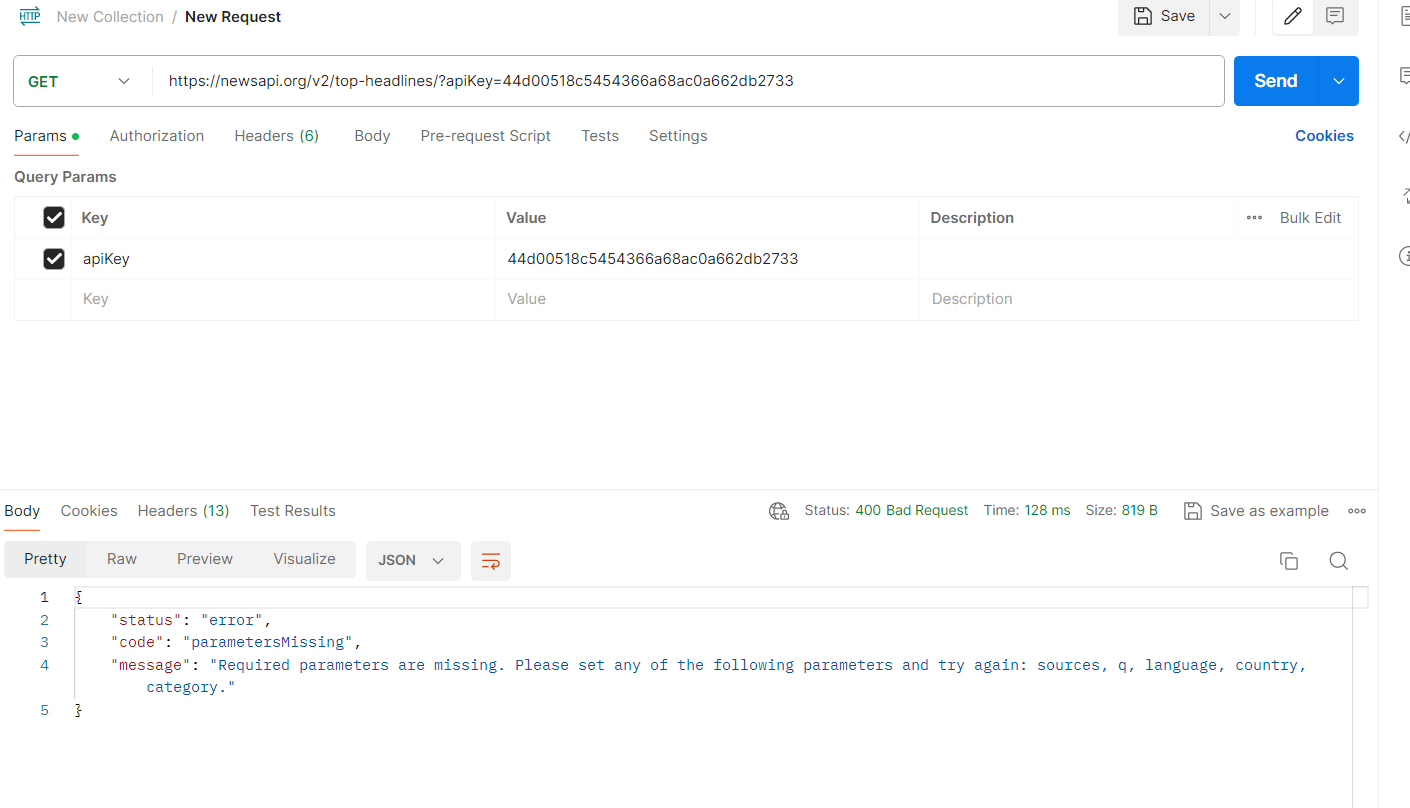 HTTP New Collection / New Request Save
GET https://newsapi.org/v2/top-headlines/?apiKey=44d00518c5454366a68ac0a662db2733 Send
Params Authorization Headers (6) Body Pre-request Script Tests Settings Cookies
Query Params
Key Value Description Bulk Edit
apiKey 44d00518c5454366a68ac0a662db2733
Key Value Description
Body Cookies Headers (13) Test Results Status: 400 Bad Request Time: 128 ms Size: 819 B Save as example
Pretty Raw Preview Visualize JSON
1 {
2 "status": "error",
3 "code": "parametersMissing",
4 "message": "Required parameters are missing. Please set any of the following parameters and try again: sources, q, language, country,
category."
5 }